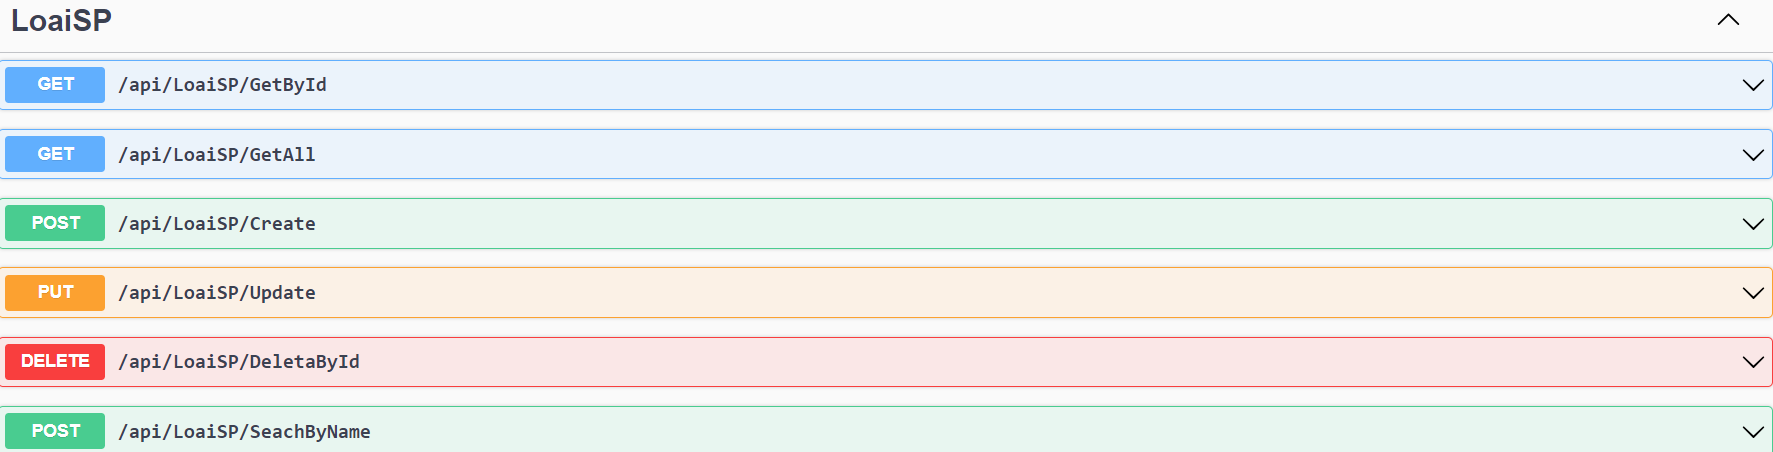 LoaiSP
GET /api/LoaiSP/GetById
GET /api/LoaiSP/GetAll
POST /api/LoaiSP/Create
PUT /api/LoaiSP/Update
DELETE /api/LoaiSP/DeletaById
POST /api/LoaiSP/SeachByName